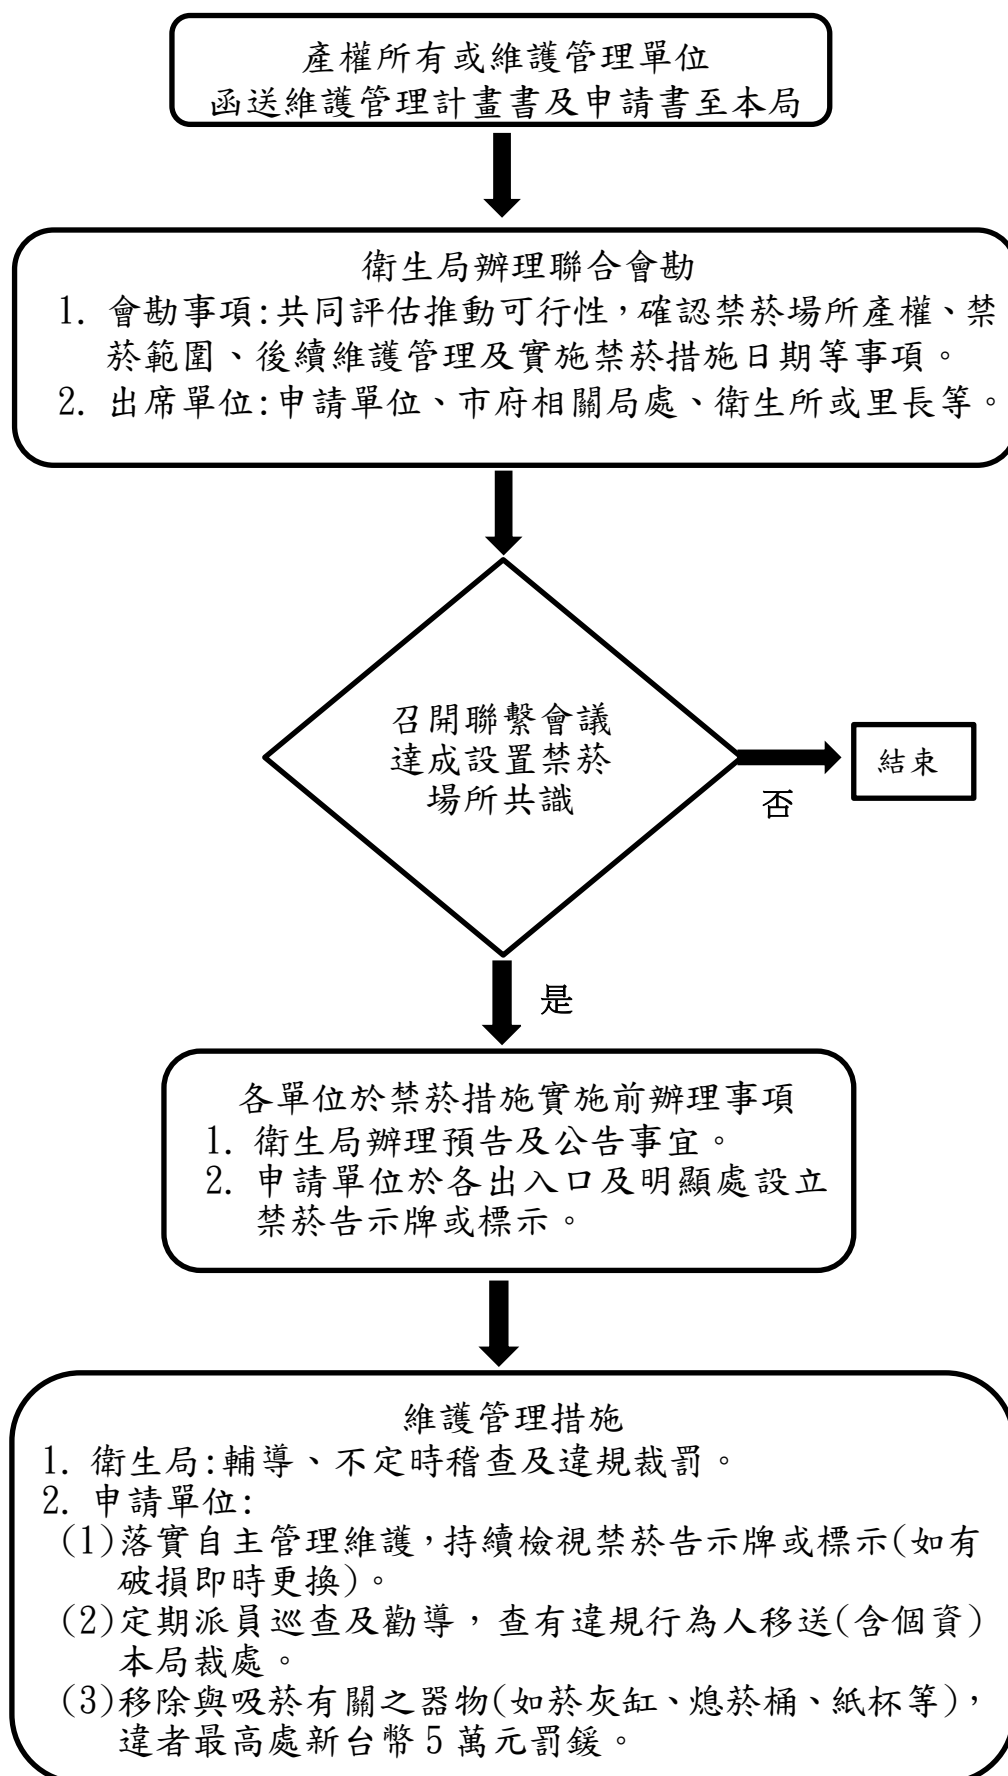 產權所有或維護管理單位
函送維護管理計畫書及申請書至本局
衛生局辦理聯合會勘
1. 會勘事項:共同評估推動可行性，確認禁菸場所產權、禁
菸範圍、後續維護管理及實施禁菸措施日期等事項。
2. 出席單位:申請單位、市府相關局處、衛生所或里長等。
召開聯繫會議
達成設置禁菸
場所共識
結束
否
是
各單位於禁菸措施實施前辦理事項
1. 衛生局辦理預告及公告事宜。
2. 申請單位於各出入口及明顯處設立
禁菸告示牌或標示。
維護管理措施
1. 衛生局:輔導、不定時稽查及違規裁罰。
2. 申請單位:
(1)落實自主管理維護，持續檢視禁菸告示牌或標示(如有
破損即時更換)。
(2)定期派員巡查及勸導，查有違規行為人移送(含個資)
本局裁處。
(3)移除與吸菸有關之器物(如菸灰缸、熄菸桶、紙杯等)，
違者最高處新台幣 5 萬元罰鍰。